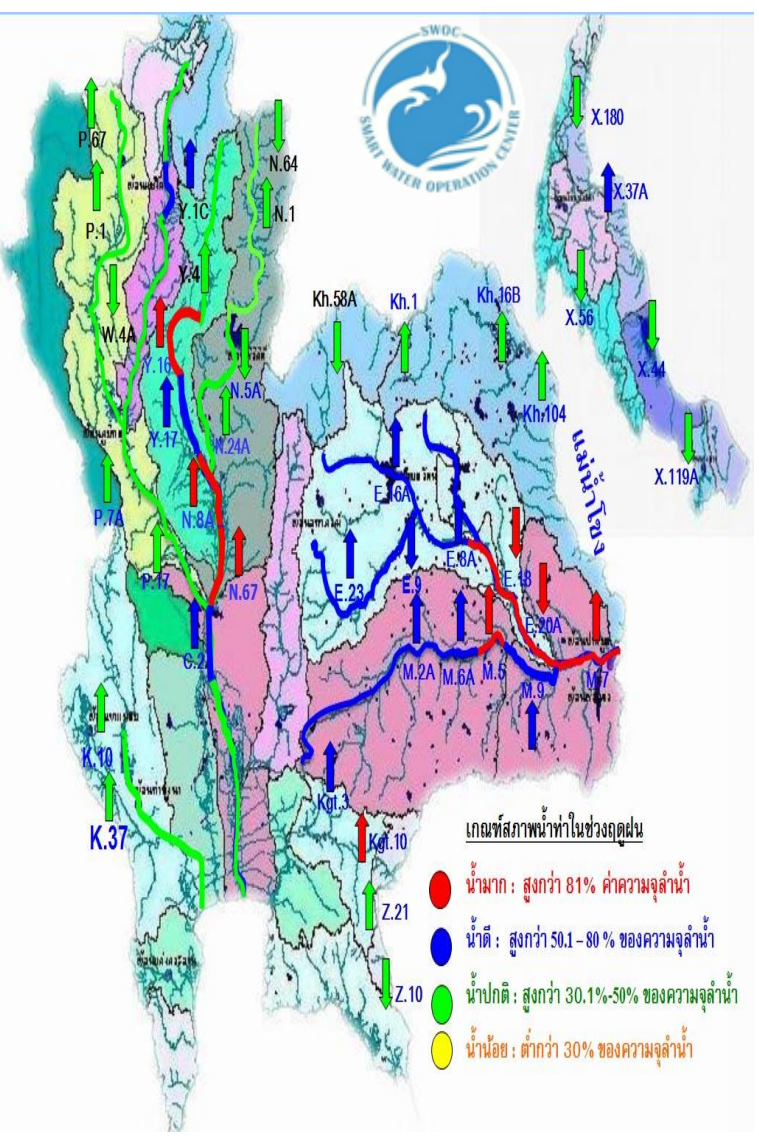 SWOC
SMART WATER OPERATION CENTER
X.180
P.67
N.64
X.37A
Y.1C
N.1
P.1
Y.4
Kh.58A
Kh.1
Kh.16B
X.56
W.4A
Y.16
N.5A
X.44
Kh.104
แม่น้ำโขง
Y.17
N.24A
X.119A
E.16A
P.7A
N.8A
E.8A
E.18
P.17
N.67
E.23
E.9
E.20A
C.2
M.2A
M.6A
M.5
M.9
M.7
K.10
Kgt.3
K.37
Kgt.10
Z.21
Z.10
เกณฑ์สภาพน้ำท่าในช่วงฤดูฝน
น้ำมาก : สูงกว่า 81% ค่าความจุลำน้ำ
น้ำดี : สูงกว่า 50.1 – 80 % ของความจุลำน้ำ
น้ำปกติ : สูงกว่า 30.1%-50% ของความจุลำน้ำ
น้ำน้อย : ต่ำกว่า 30% ของความจุลำน้ำ